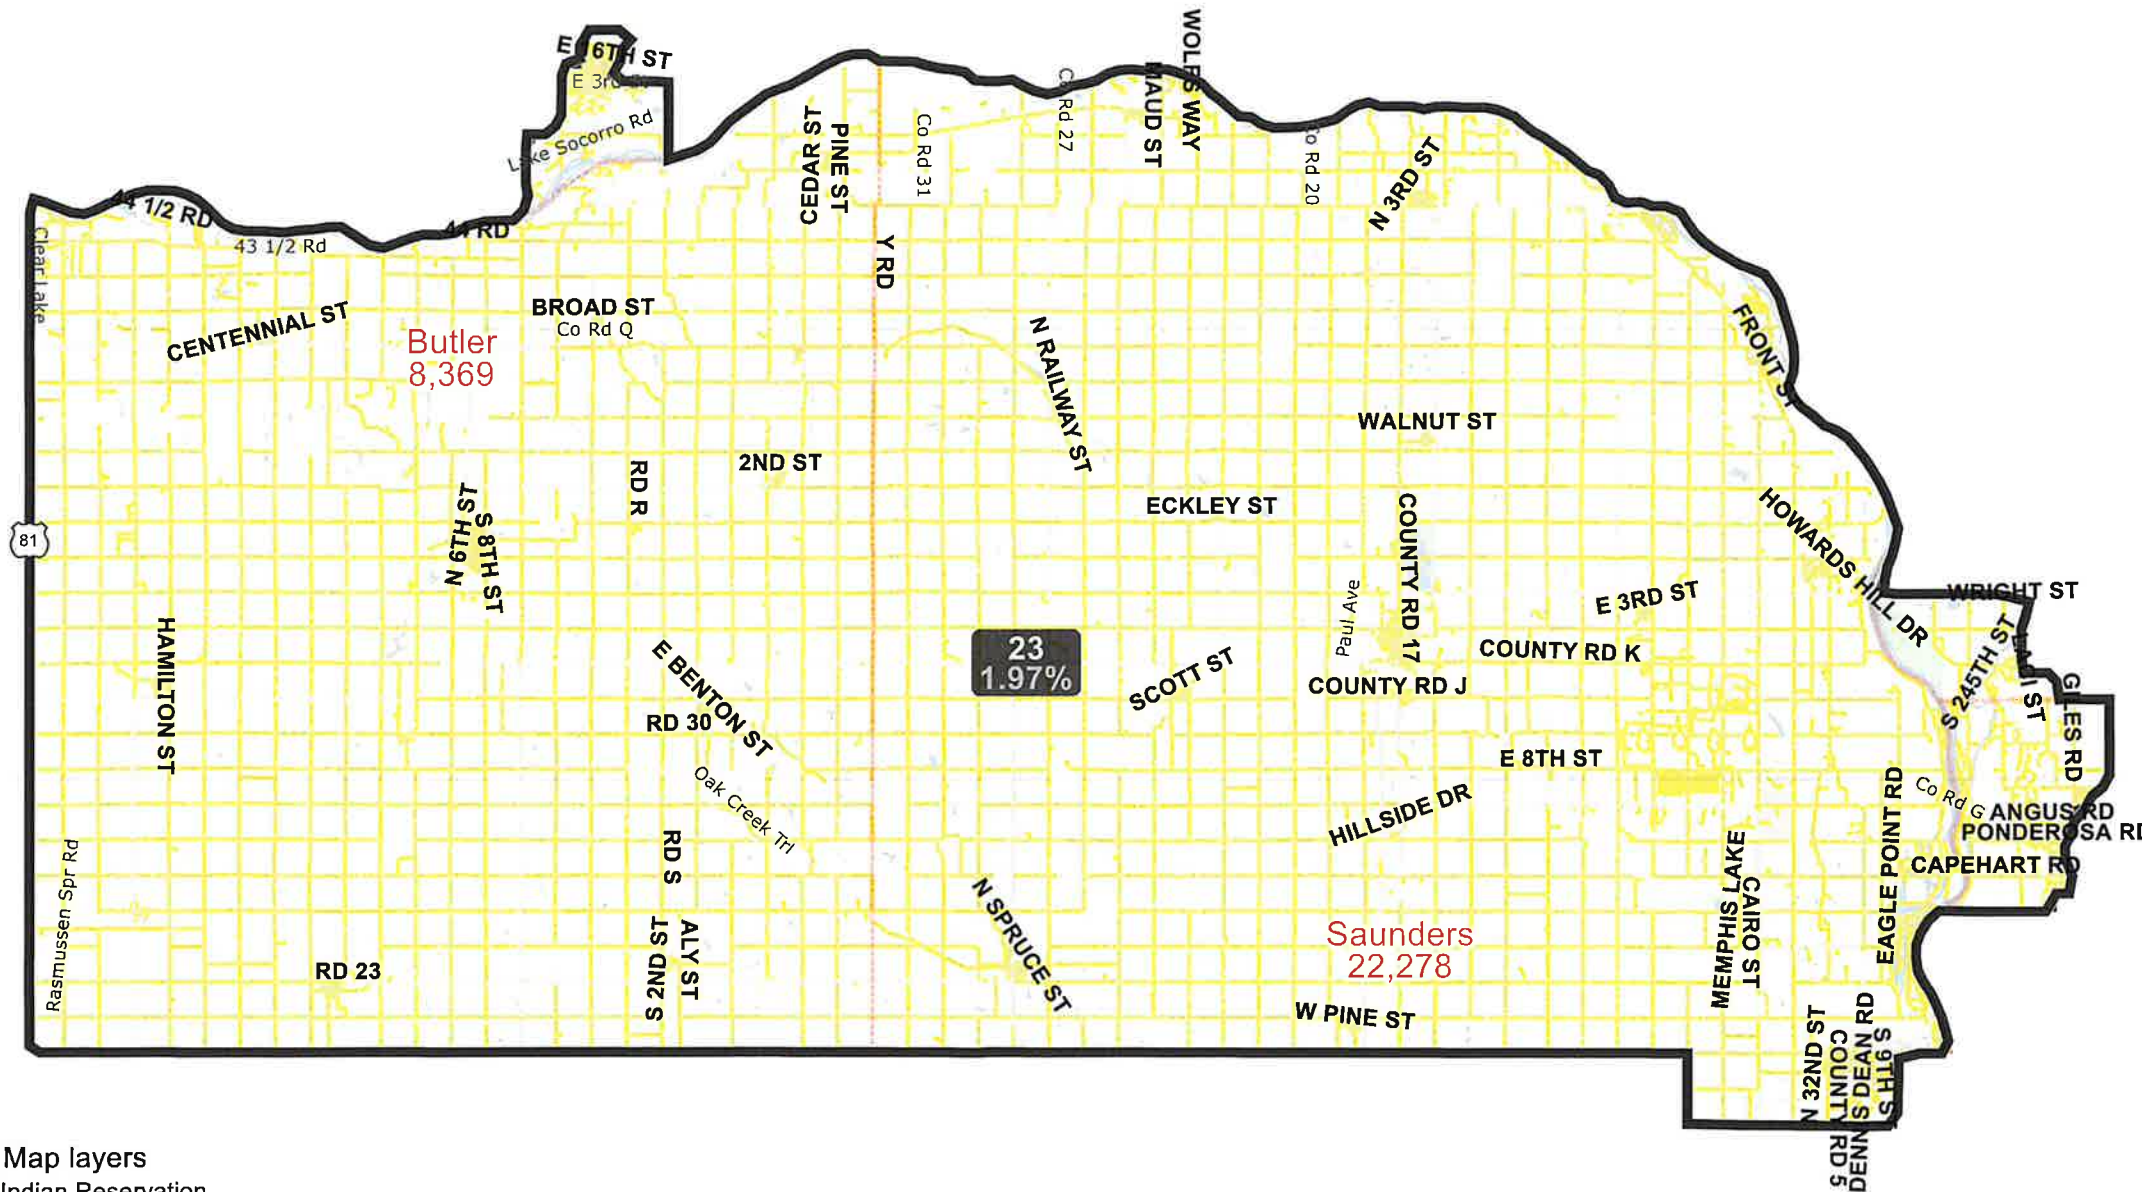 WOLFS WAY
E 16TH ST
E 3rd St
MAUD ST
Co Rd 27
Lake Socorro Rd
CEDAR ST
PINE ST
Co Rd 31
Co Rd 20
N 3RD ST
44 1/2 RD
44 RD
43 1/2 Rd
Clear Lake
Y RD
BROAD ST
Co Rd Q
CENTENNIAL ST
Butler
8,369
N RAILWAY ST
FRONT ST
WALNUT ST
2ND ST
RD R
ECKLEY ST
N 6TH ST
S 8TH ST
COUNTY RD 17
HOWARDS HILL DR
81
WRIGHT ST
E 3RD ST
Paul Ave
HAMILTON ST
23
1.97%
E BENTON ST
SCOTT ST
COUNTY RD K
COUNTY RD J
S 245TH ST
GILES RD
RD 30
E 8TH ST
Oak Creek Trl
HILLSIDE DR
EAGLE POINT RD
Co Rd G
ANGUS RD
PONDEROSA RD
CAPEHART RD
RD S
Rasmussen Spr Rd
MEMPHIS LAKE
CAIRO ST
N SPRUCE ST
Saunders
22,278
S 2ND ST
ALY ST
RD 23
W PINE ST
N 32ND ST
COUNTY RD 5
DENNIS DEAN RD
S 9TH S
Map layers
Indian Reservation